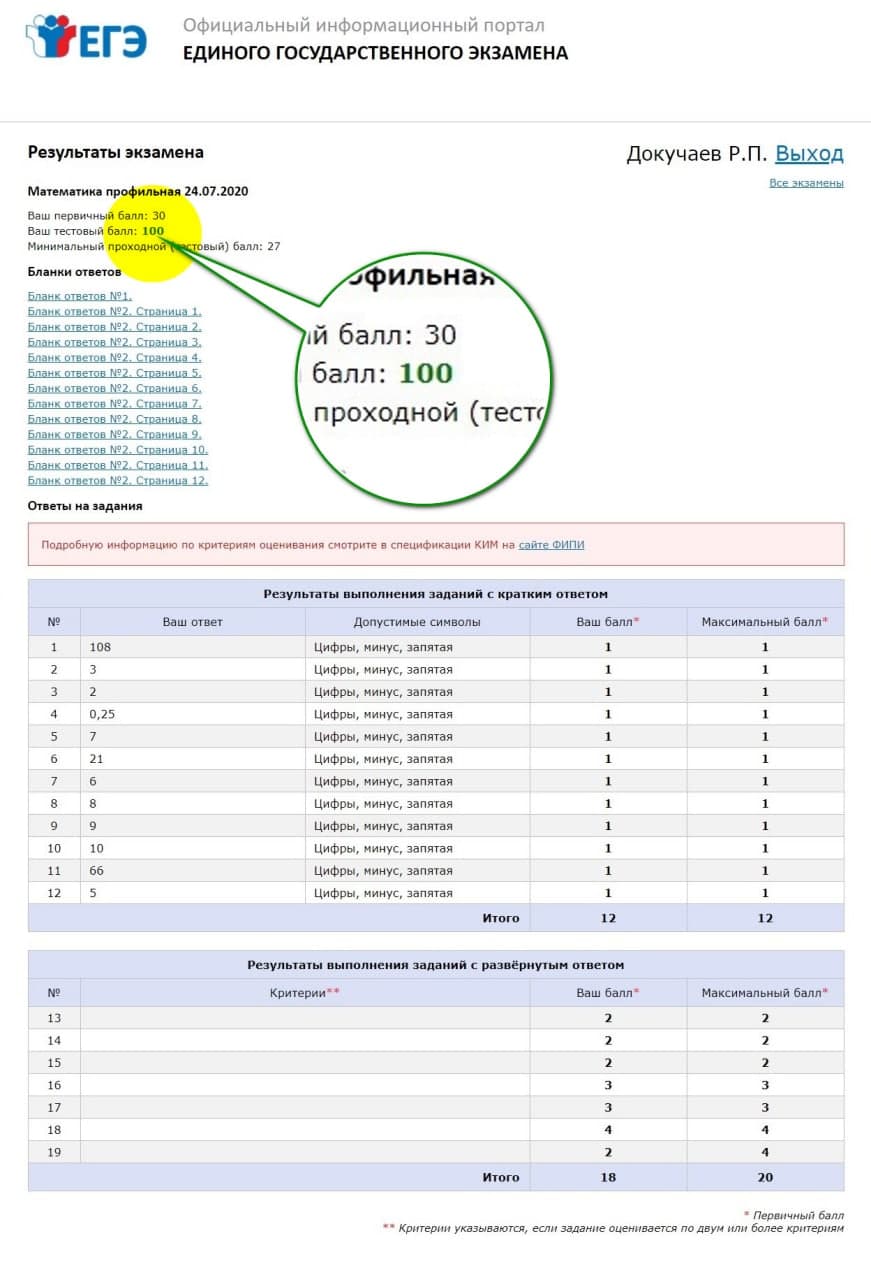 ЕГЭ
Официальный информационный портал
ЕДИНОГО ГОСУДАРСТВЕННОГО ЭКЗАМЕНА
Результаты экзамена
Докучаев Р.П. Выход
Все экзамены
Математика профильная 24.07.2020
Ваш первичный балл: 30
Ваш тестовый балл: 100
Минимальный проходной (тестовый) балл: 27
Бланки ответов
Бланк ответов №1.
Бланк ответов №2. Страница 1.
Бланк ответов №2. Страница 2.
Бланк ответов №2. Страница 3.
Бланк ответов №2. Страница 4.
Бланк ответов №2. Страница 5.
Бланк ответов №2. Страница 6.
Бланк ответов №2. Страница 7.
Бланк ответов №2. Страница 8.
Бланк ответов №2. Страница 9.
Бланк ответов №2. Страница 10.
Бланк ответов №2. Страница 11.
Бланк ответов №2. Страница 12.
офильная
й балл: 30
балл: 100
проходной (тесто
Ответы на задания
Подробную информацию по критериям оценивания смотрите в спецификации КИМ на сайте ФИПИ
Результаты выполнения заданий с кратким ответом
№ Ваш ответ Допустимые символы Ваш балл* Максимальный балл*
1 108 Цифры, минус, запятая 1 1
2 3 Цифры, минус, запятая 1 1
3 2 Цифры, минус, запятая 1 1
4 0,25 Цифры, минус, запятая 1 1
5 7 Цифры, минус, запятая 1 1
6 21 Цифры, минус, запятая 1 1
7 6 Цифры, минус, запятая 1 1
8 8 Цифры, минус, запятая 1 1
9 9 Цифры, минус, запятая 1 1
10 10 Цифры, минус, запятая 1 1
11 66 Цифры, минус, запятая 1 1
12 5 Цифры, минус, запятая 1 1
Итого 12 12
Результаты выполнения заданий с развёрнутым ответом
№ Критерии** Ваш балл* Максимальный балл*
13 2 2
14 2 2
15 2 2
16 3 3
17 3 3
18 4 4
19 2 4
Итого 18 20
* Первичный балл
** Критерии указываются, если задание оценивается по двум или более критериям